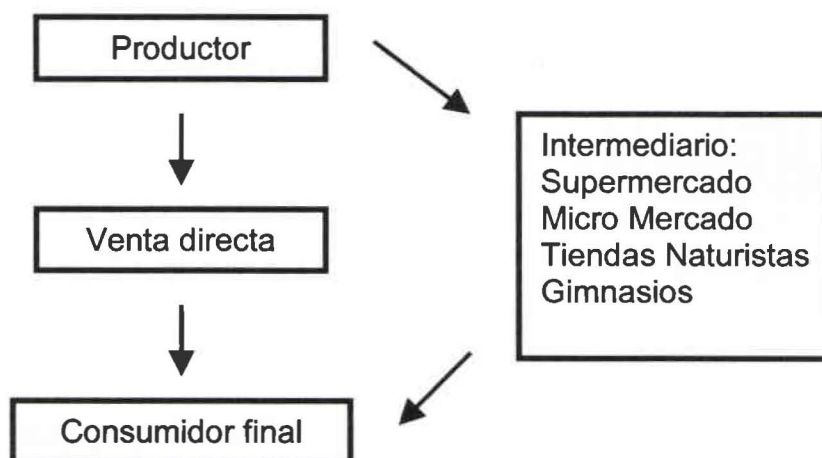 Productor
Venta directa
Consumidor final
Intermediario:
Supermercado
Micro Mercado
Tiendas Naturistas
Gimnasios